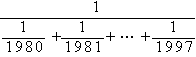 1
1/1980 + 1/1981 + ··· + 1/1997